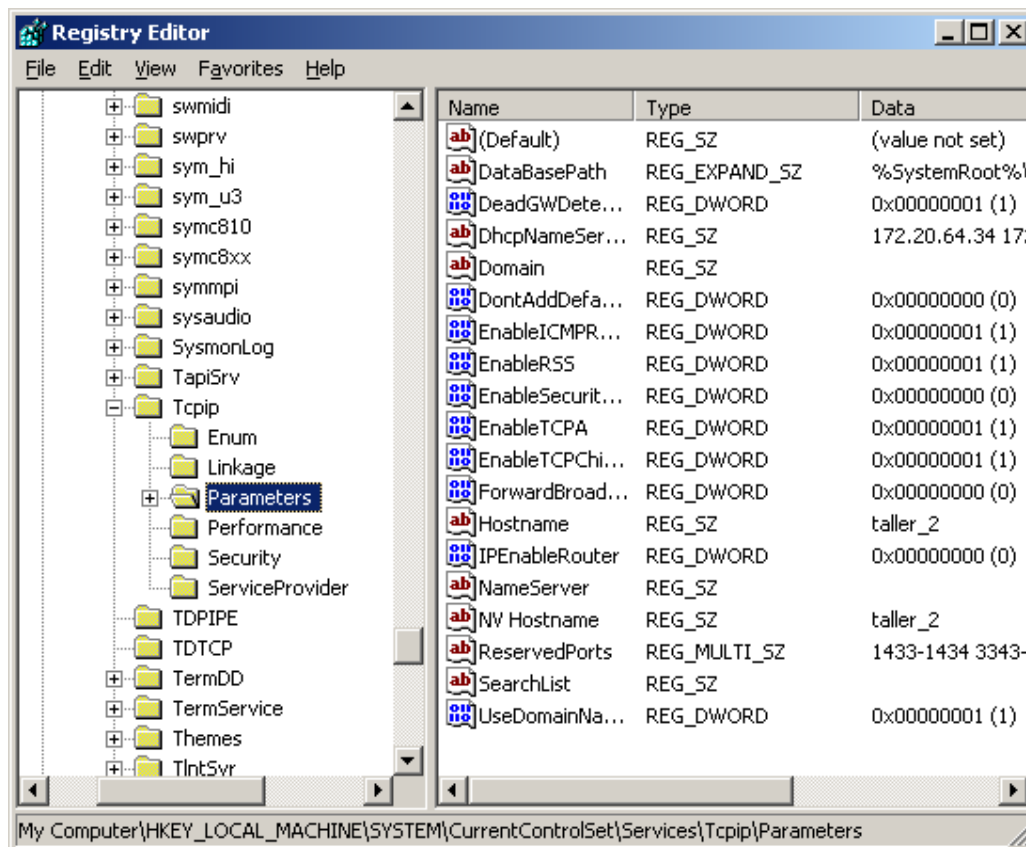 Registry Editor
File Edit View Favorites Help
swmidi
swprv
sym_hi
sym_u3
symc810
symc8xx
symmpi
sysaudio
SysmonLog
TapiSrv
Tcpip
Enum
Linkage
Parameters
Performance
Security
ServiceProvider
TDPIPE
TDTCP
TermDD
TermService
Themes
TlntSvr
Name Type Data
(Default) REG_SZ (value not set)
DataBasePath REG_EXPAND_SZ %SystemRoot%\
DeadGWDete... REG_DWORD 0x00000001 (1)
DhcpNameSer... REG_SZ 172.20.64.34 172
Domain REG_SZ
DontAddDefa... REG_DWORD 0x00000000 (0)
EnableICMPR... REG_DWORD 0x00000001 (1)
EnableRSS REG_DWORD 0x00000001 (1)
EnableSecurit... REG_DWORD 0x00000000 (0)
EnableTCPA REG_DWORD 0x00000001 (1)
EnableTCPChi... REG_DWORD 0x00000001 (1)
ForwardBroad... REG_DWORD 0x00000000 (0)
Hostname REG_SZ taller_2
IPEnableRouter REG_DWORD 0x00000000 (0)
NameServer REG_SZ
NV Hostname REG_SZ taller_2
ReservedPorts REG_MULTI_SZ 1433-1434 3343-
SearchList REG_SZ
UseDomainNa... REG_DWORD 0x00000001 (1)
My Computer\HKEY_LOCAL_MACHINE\SYSTEM\CurrentControlSet\Services\Tcpip\Parameters